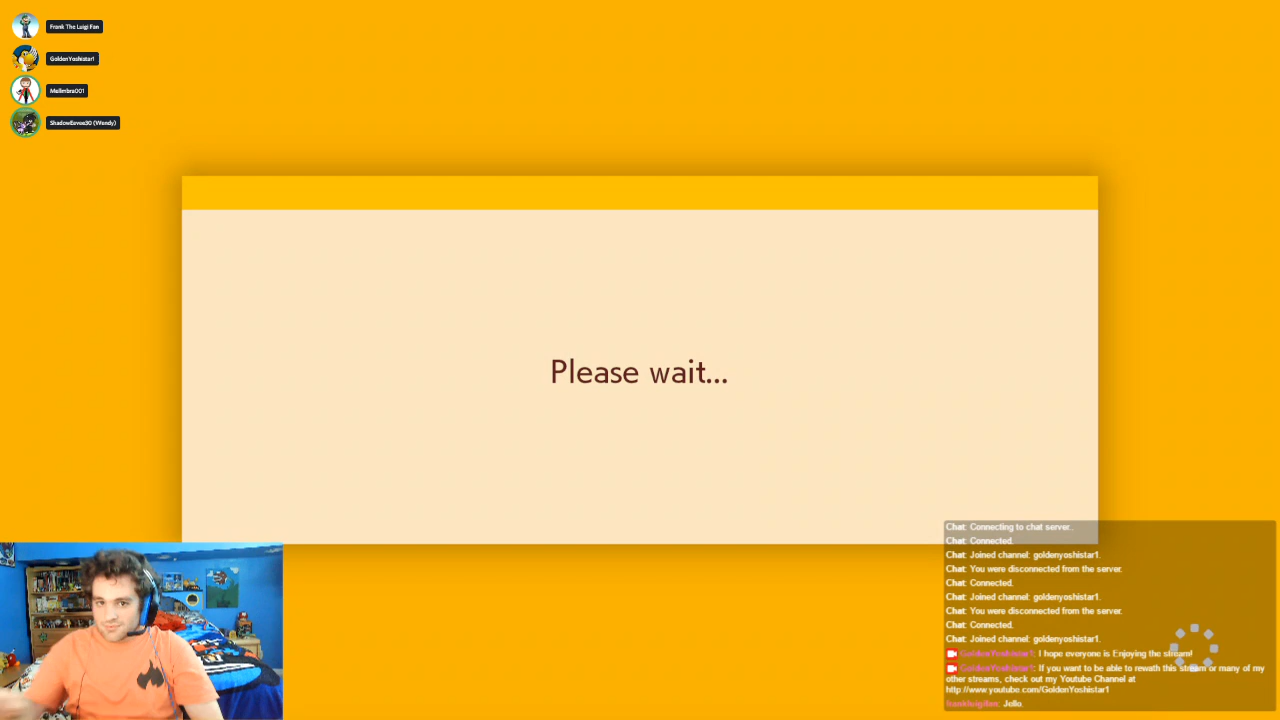 Frank The Luigi Fan
GoldenYoshistar1
Mellimbra001
ShadowEevee30 (Wendy)
Please wait...
Chat: Connecting to chat server..
Chat: Connected.
Chat: Joined channel: goldenyoshistar1.
Chat: You were disconnected from the server.
Chat: Connected.
Chat: Joined channel: goldenyoshistar1.
Chat: You were disconnected from the server.
Chat: Connected.
Chat: Joined channel: goldenyoshistar1.
GoldenYoshistar1: I hope everyone is Enjoying the stream!
GoldenYoshistar1: If you want to be able to rewath this stream or many of my
other streams, check out my Youtube Channel at
http://www.youtube.com/GoldenYoshistar1
Jello.